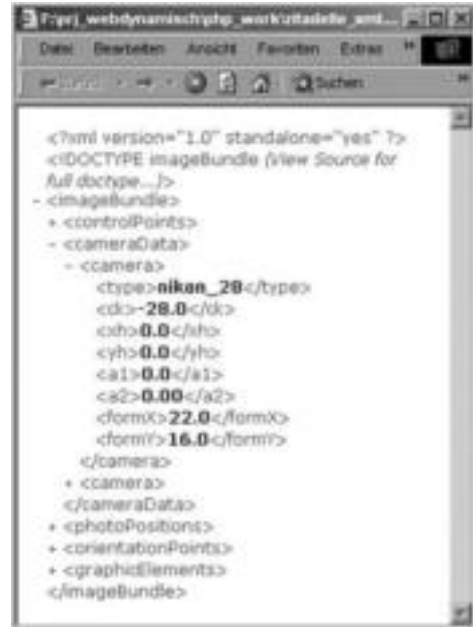 F:\prj_webdynamisch\php_work\zitadelle_xml...
Datei Bearbeiten Ansicht Favoriten Extras »
Suchen »
<?xml version="1.0" standalone="yes" ?>
<!DOCTYPE imageBundle (View Source for
full doctype...)>
- <imageBundle>
+ <controlPoints>
- <cameraData>
- <camera>
<type>nikon_28</type>
<ck>-28.0</ck>
<xh>0.0</xh>
<yh>0.0</yh>
<a1>0.0</a1>
<a2>0.00</a2>
<formX>22.0</formX>
<formY>16.0</formY>
</camera>
+ <camera>
</cameraData>
+ <photoPositions>
+ <orientationPoints>
+ <graphicElements>
</imageBundle>